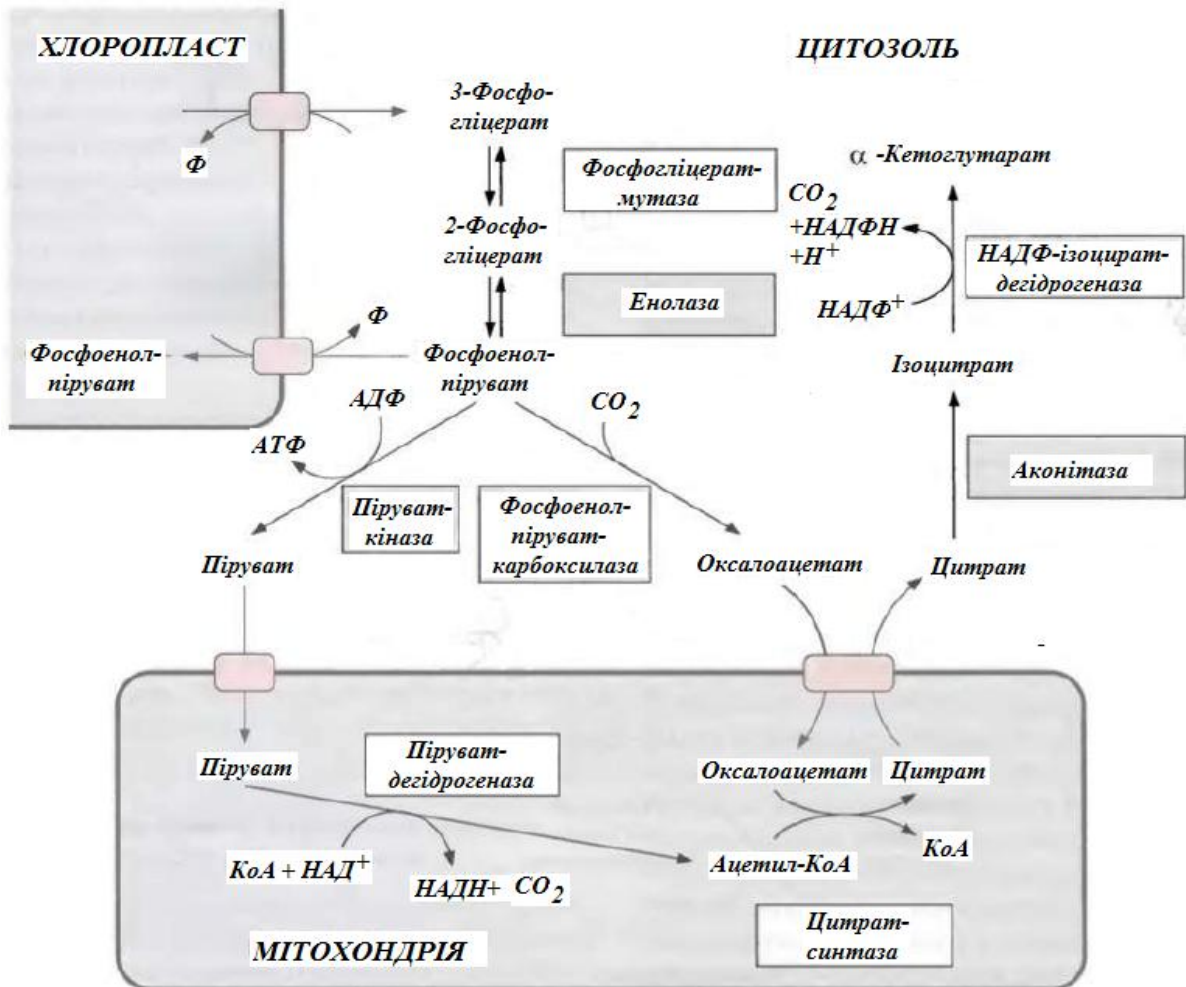 ХЛОРОПЛАСТ
ЦИТОЗОЛЬ
3-Фосфо-
гліцерат
Ф
Фосфогліцерат-
мутаза
α -Кетоглутарат
CO2
+НАДФН
+H+
НАДФ+
НАДФ-ізоцират-
дегідрогеназа
2-Фосфо-
гліцерат
Енолаза
Ф
Фосфоенол-
піруват
Фосфоенол-
піруват
Ізоцитрат
АДФ
АТФ
CO2
Аконітаза
Піруват-
кіназа
Фосфоенол-
піруват-
карбоксилаза
Піруват
Оксалоацетат
Цитрат
Піруват
Піруват-
дегідрогеназа
Оксалоацетат
Цитрат
КоА + НАД+
НАДН+ CO2
Ацетил-КоА
КоА
МІТОХОНДРІЯ
Цитрат-
синтаза